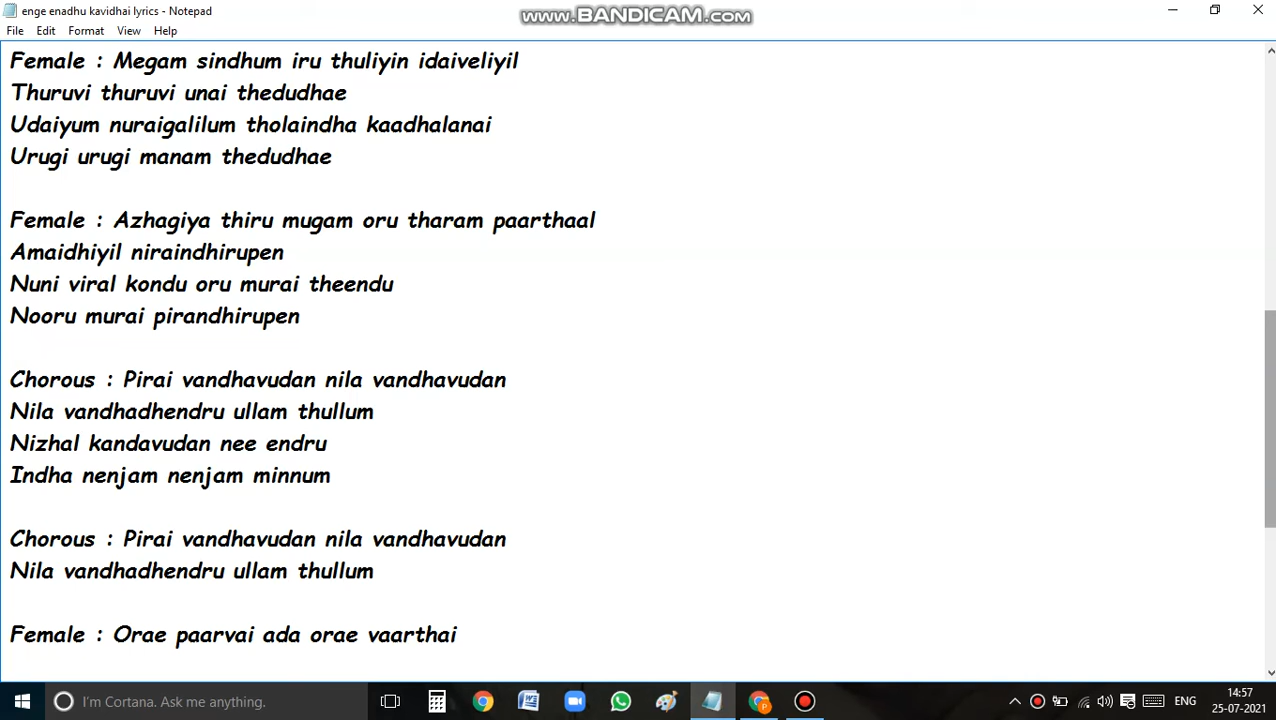 enge enadhu kavidhai lyrics - Notepad
www.BANDICAM.com
File Edit Format View Help
Female : Megam sindhum iru thuliyin idaiveliyil
Thuruvi thuruvi unai thedudhae
Udaiyum nuraigalilum tholaindha kaadhalanai
Urugi urugi manam thedudhae
Female : Azhagiya thiru mugam oru tharam paarthaal
Amaidhiyil niraindhirupen
Nuni viral kondu oru murai theendu
Nooru murai pirandhirupen
Chorous : Pirai vandhavudan nila vandhavudan
Nila vandhadhendru ullam thullum
Nizhal kandavudan nee endru
Indha nenjam nenjam minnum
Chorous : Pirai vandhavudan nila vandhavudan
Nila vandhadhendru ullam thullum
Female : Orae paarvai ada orae vaarthai
I'm Cortana. Ask me anything.
ENG
14:57
25-07-2021